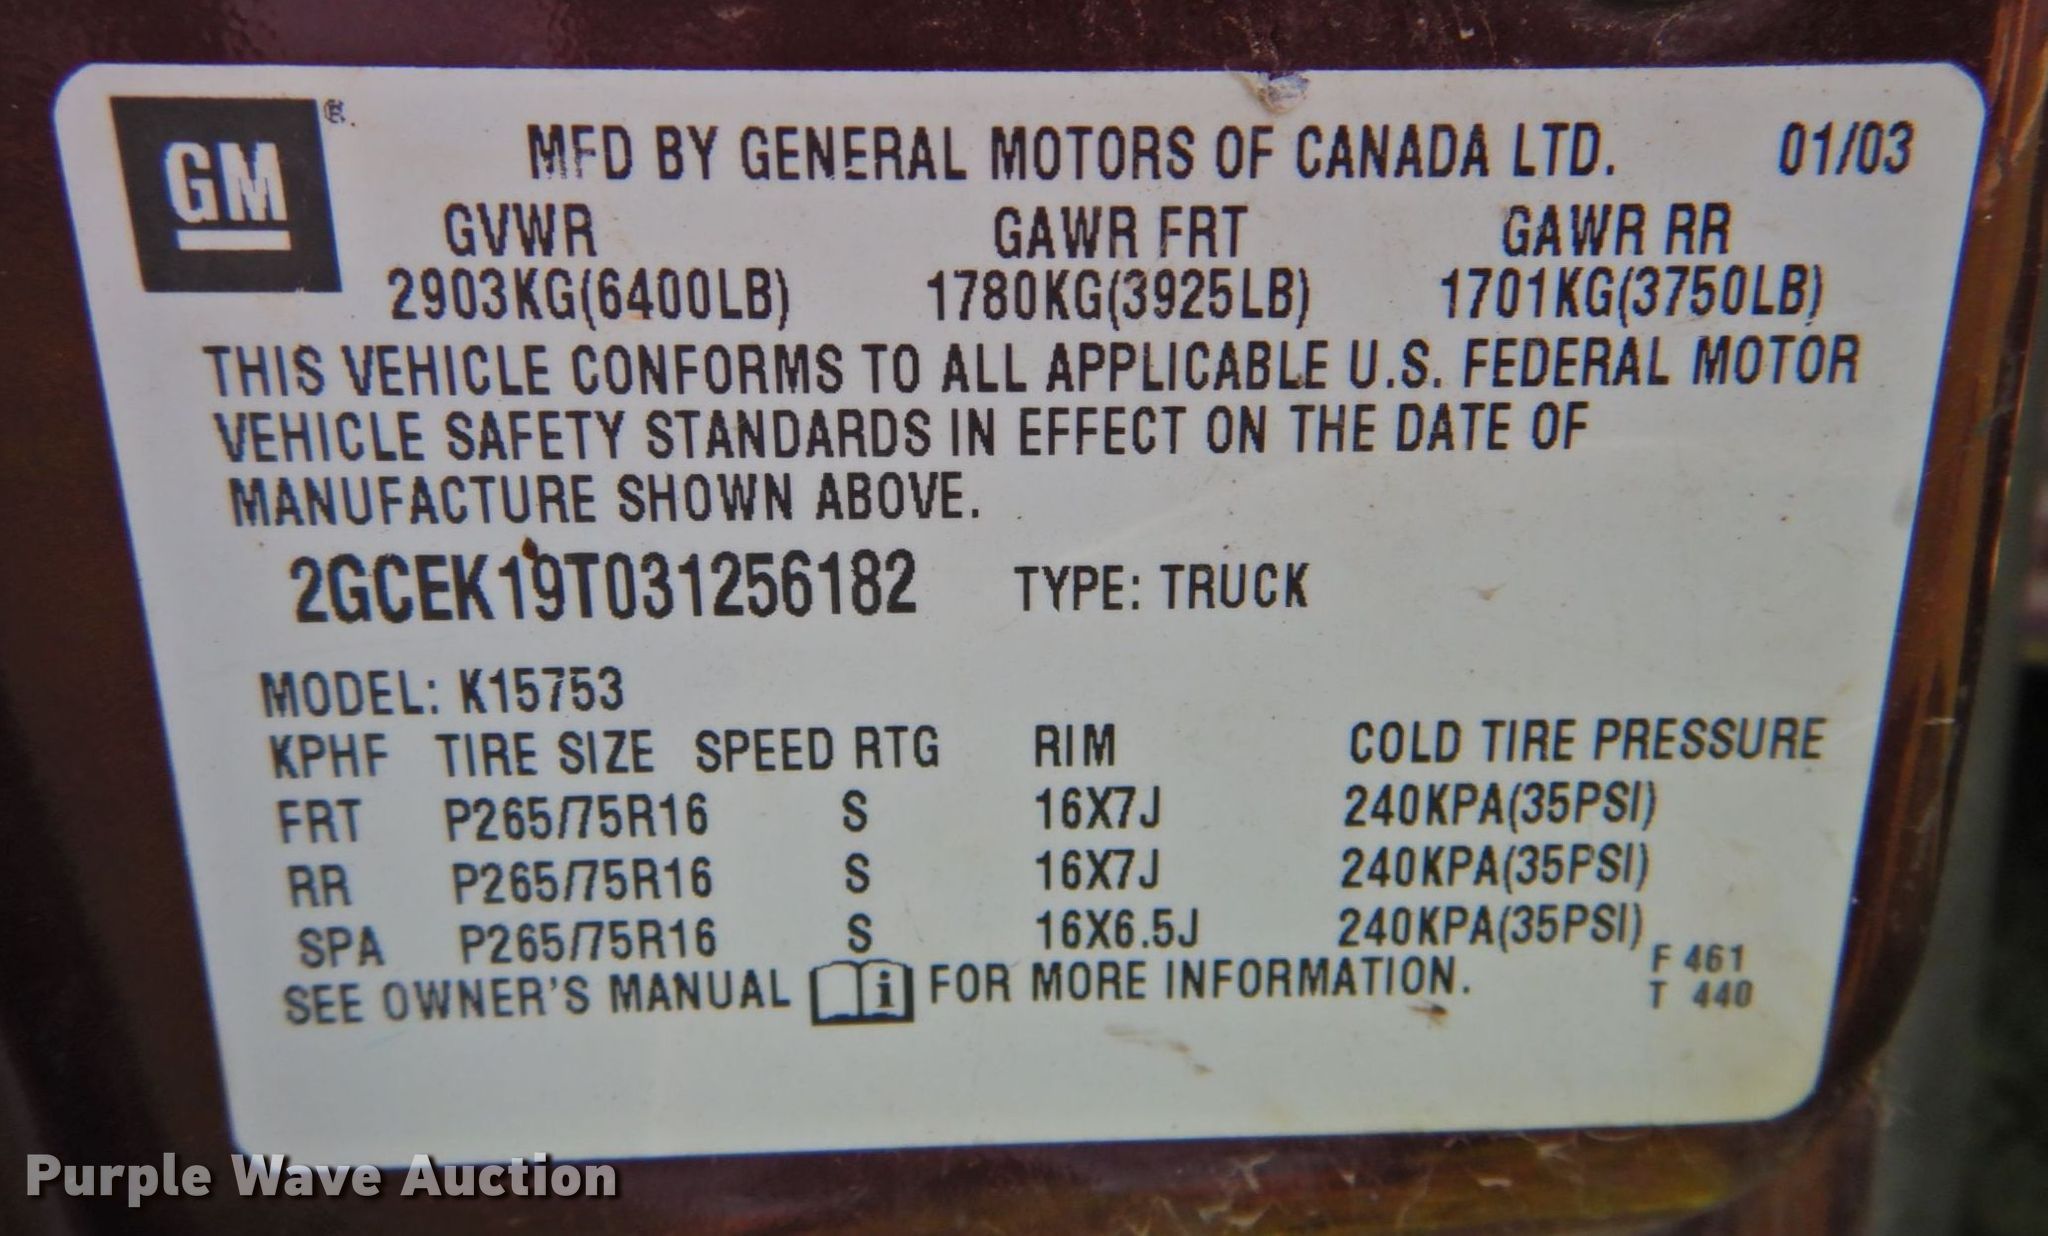 GM ®.
MFD BY GENERAL MOTORS OF CANADA LTD. 01/03
GVWR GAWR FRT GAWR RR
2903KG(6400LB) 1780KG(3925LB) 1701KG(3750LB)
THIS VEHICLE CONFORMS TO ALL APPLICABLE U.S. FEDERAL MOTOR
VEHICLE SAFETY STANDARDS IN EFFECT ON THE DATE OF
MANUFACTURE SHOWN ABOVE.
2GCEK19T031256182 TYPE: TRUCK
MODEL: K15753
KPHF TIRE SIZE SPEED RTG RIM COLD TIRE PRESSURE
FRT P265/75R16 S 16X7J 240KPA(35PSI)
RR P265/75R16 S 16X7J 240KPA(35PSI)
SPA P265/75R16 S 16X6.5J 240KPA(35PSI)
SEE OWNER'S MANUAL i FOR MORE INFORMATION.
F 461
T 440
Purple Wave Auction